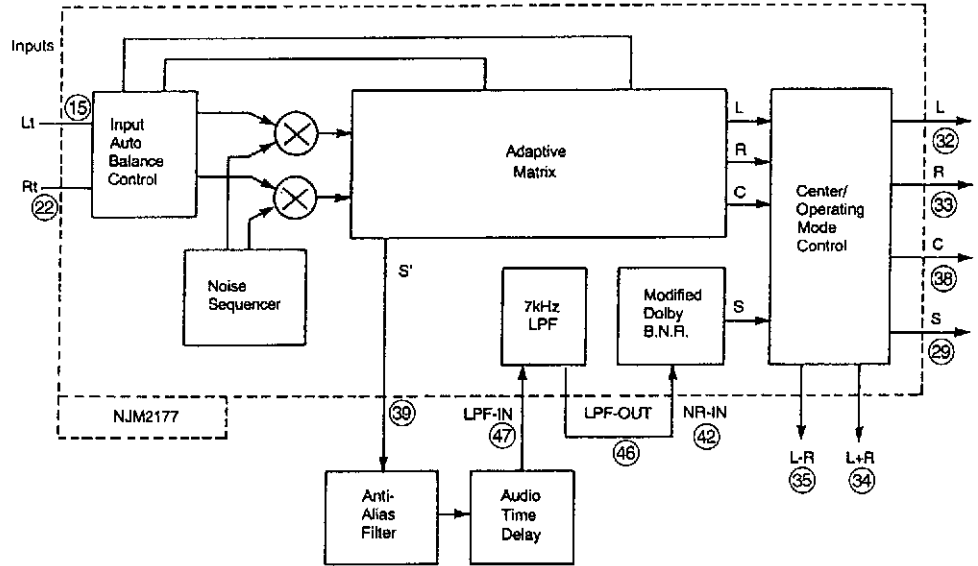 Inputs
15
Lt
Rt
22
Input
Auto
Balance
Control
Noise
Sequencer
Adaptive
Matrix
S'
L
R
C
7kHz
LPF
Modified
Dolby
B.N.R.
S
Center/
Operating
Mode
Control
L
32
R
33
C
38
S
29
NJM2177
39
LPF-IN
47
LPF-OUT
46
NR-IN
42
L-R
35
L+R
34
Anti-
Alias
Filter
Audio
Time
Delay